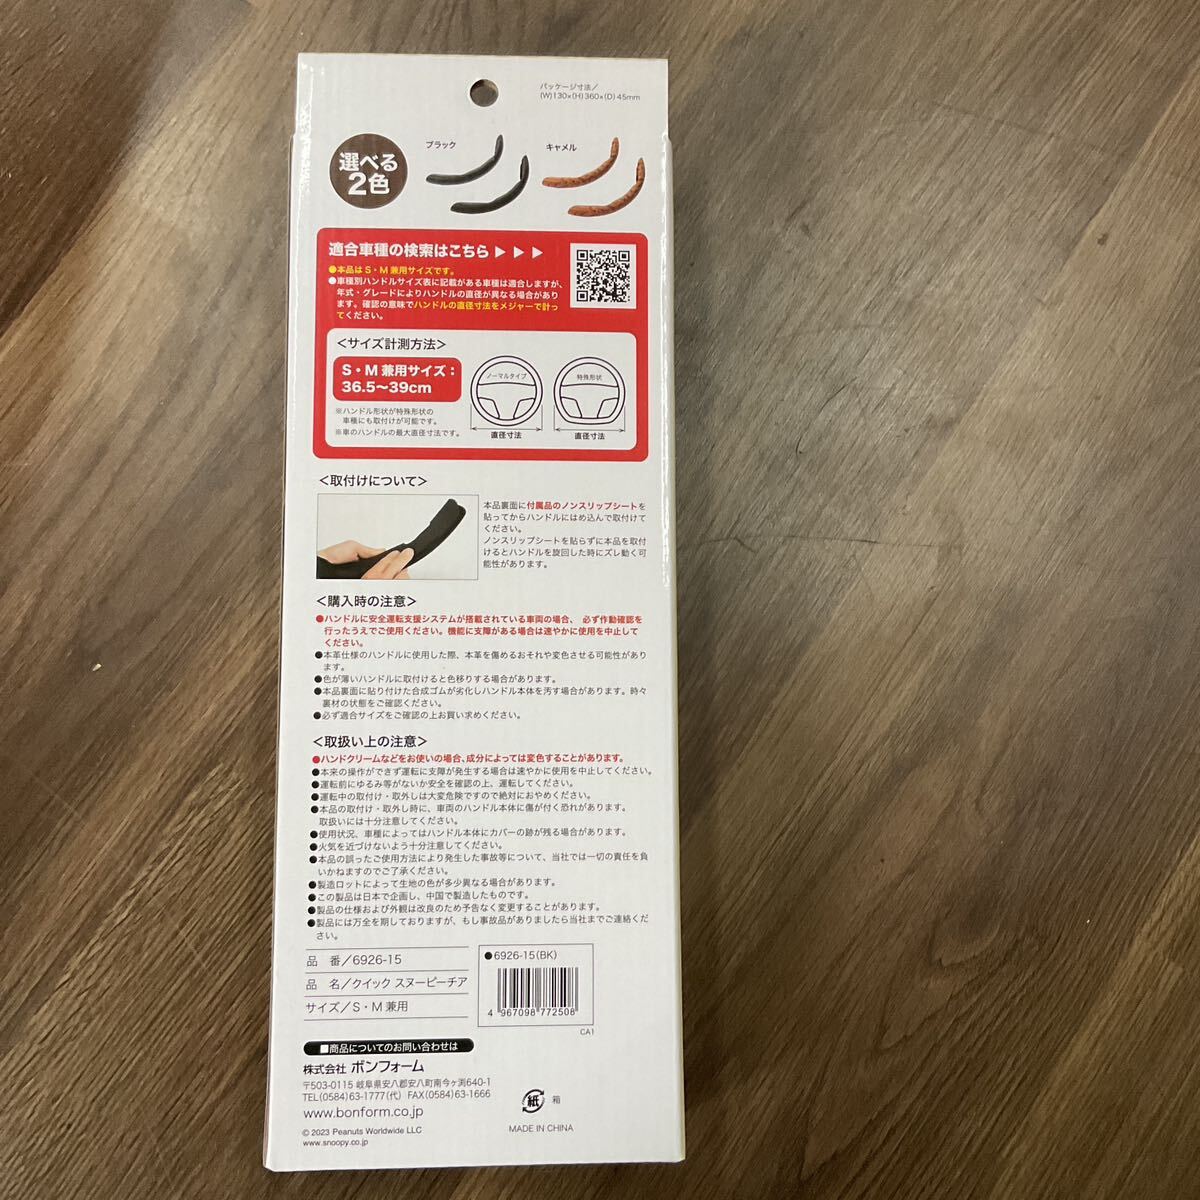 パッケージ寸法／
(W)130×(H)360×(D)45mm
選べる
2色
ブラック
キャメル
適合車種の検索はこちら ▶ ▶ ▶
●本品はS・M兼用サイズです。
●車種別ハンドルサイズ表に記載がある車種は適合しますが、
年式・グレードによりハンドルの直径が異なる場合があり
ます。確認の意味でハンドルの直径寸法をメジャーで計っ
てください。
＜サイズ計測方法＞
S・M兼用サイズ：
36.5〜39cm
※ハンドル形状が特殊形状の
車種にも取付けが可能です。
※車のハンドルの最大直径寸法です。
ノーマルタイプ
直径寸法
特殊形状
直径寸法
＜取付けについて＞
本品裏面に付属品のノンスリップシートを
貼ってからハンドルにはめ込んで取付けて
ください。
ノンスリップシートを貼らずに本品を取付
けるとハンドルを旋回した時にズレ動く可
能性があります。
＜購入時の注意＞
●ハンドルに安全運転支援システムが搭載されている車両の場合、 必ず作動確認を
行ったうえでご使用ください。機能に支障がある場合は速やかに使用を中止して
ください。
●本革仕様のハンドルに使用した際、本革を傷めるおそれや変色させる可能性があり
ます。
●色が薄いハンドルに取付けると色移りする場合があります。
●本品裏面に貼り付けた合成ゴムが劣化しハンドル本体を汚す場合があります。時々
裏材の状態をご確認ください。
●必ず適合サイズをご確認の上お買い求めください。
＜取扱い上の注意＞
●ハンドクリームなどをお使いの場合、成分によっては変色することがあります。
●本来の操作ができず運転に支障が発生する場合は速やかに使用を中止してください。
●運転前にゆるみ等がないか安全を確認の上、運転してください。
●運転中の取付け・取外しは大変危険ですので絶対におやめください。
●本品の取付け・取外し時に、車両のハンドル本体に傷が付く恐れがあります。
取扱いには十分注意してください。
●使用状況、車種によってはハンドル本体にカバーの跡が残る場合があります。
●火気を近づけないよう十分注意してください。
●本品の誤ったご使用方法により発生した事故等について、当社では一切の責任を負
いかねますのでご了承ください。
●製造ロットによって生地の色が多少異なる場合があります。
●この製品は日本で企画し、中国で製造したものです。
●製品の仕様および外観は改良のため予告なく変更することがあります。
●製品には万全を期しておりますが、もし事故品がありましたら当社までご連絡くだ
さい。
品 番／6926-15
品 名／クイック スヌーピーチア
サイズ／S・M兼用
●6926-15(BK)
4 967098 772508
CA1
■商品についてのお問い合わせは
株式会社 ボンフォーム
〒503-0115 岐阜県安八郡安八町南今ヶ渕640-1
TEL(0584)63-1777(代) FAX(0584)63-1666
www.bonform.co.jp
© 2023 Peanuts Worldwide LLC
www.snoopy.co.jp
紙 箱
MADE IN CHINA